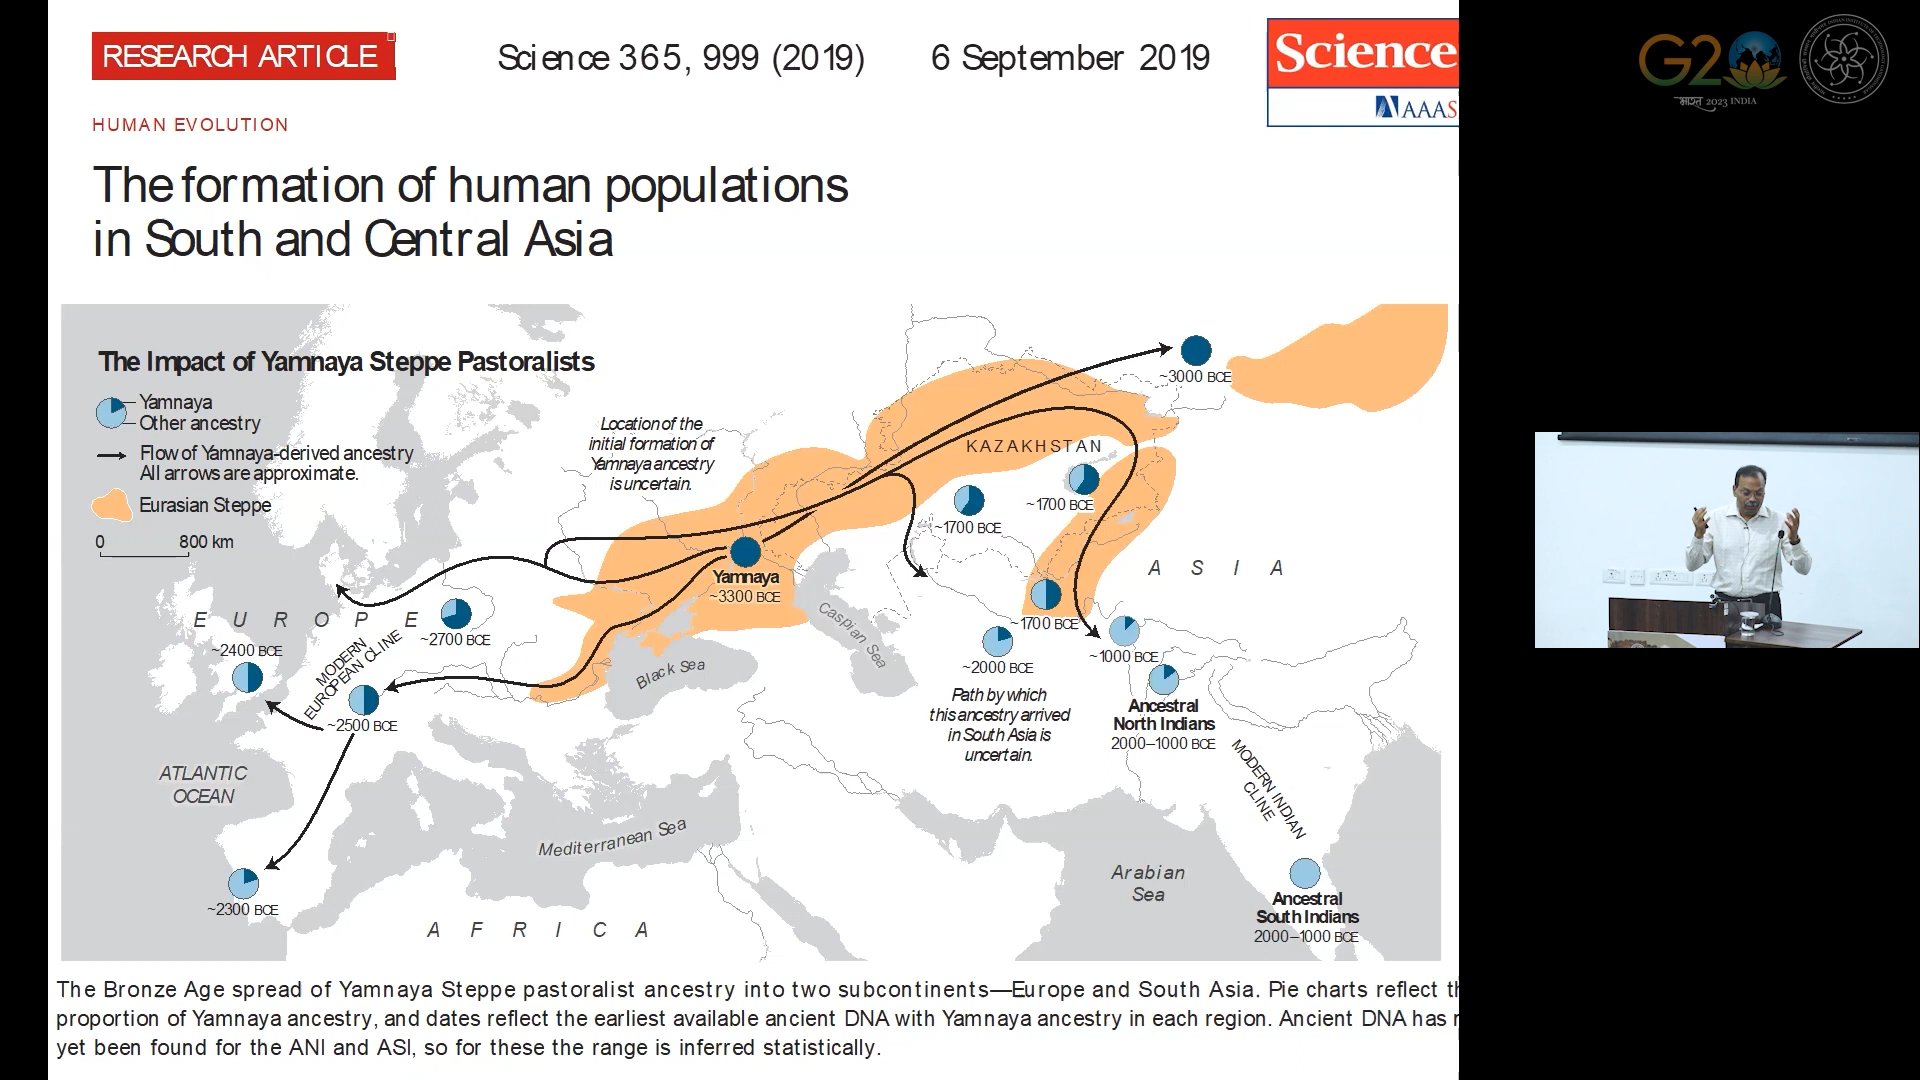 RESEARCH ARTICLE
Science 365, 999 (2019)
6 September 2019
Science
AAAS
HUMAN EVOLUTION
The formation of human populations
in South and Central Asia
The Impact of Yamnaya Steppe Pastoralists
Yamnaya
Other ancestry
Flow of Yamnaya-derived ancestry
All arrows are approximate.
Eurasian Steppe
0 800 km
Location of the
initial formation of
Yamnaya ancestry
is uncertain.
~3000 BCE
KAZAKHSTAN
~1700 BCE
~1700 BCE
Yamnaya
~3300 BCE
ASIA
EUROPE
~2700 BCE
~2400 BCE
MODERN
EUROPEAN CLINE
~2500 BCE
Black Sea
Caspian Sea
~1700 BCE
~2000 BCE
~1000 BCE
Path by which
this ancestry arrived
in South Asia is
uncertain.
Ancestral
North Indians
2000–1000 BCE
MODERN INDIAN
CLINE
ATLANTIC
OCEAN
Mediterranean Sea
Arabian
Sea
~2300 BCE
AFRICA
Ancestral
South Indians
2000–1000 BCE
The Bronze Age spread of Yamnaya Steppe pastoralist ancestry into two subcontinents—Europe and South Asia. Pie charts reflect th
proportion of Yamnaya ancestry, and dates reflect the earliest available ancient DNA with Yamnaya ancestry in each region. Ancient DNA has
yet been found for the ANI and ASI, so for these the range is inferred statistically.
G20
भारत 2023 INDIA